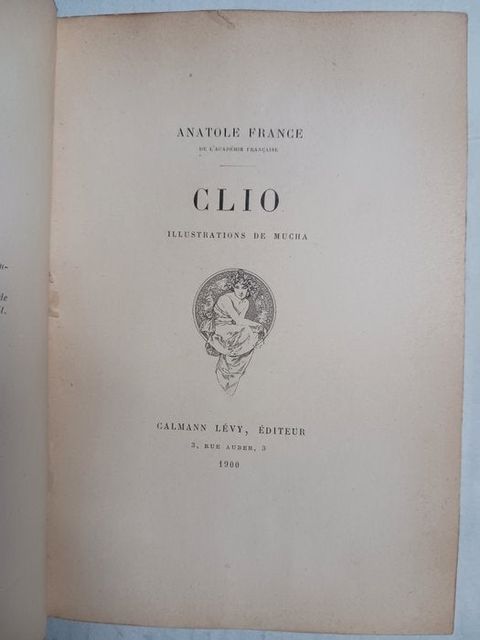 ANATOLE FRANCE
DE L'ACADÉMIE FRANÇAISE
CLIO
ILLUSTRATIONS DE MUCHA
CALMANN LÉVY, ÉDITEUR
3, RUE AUBER, 3
1900